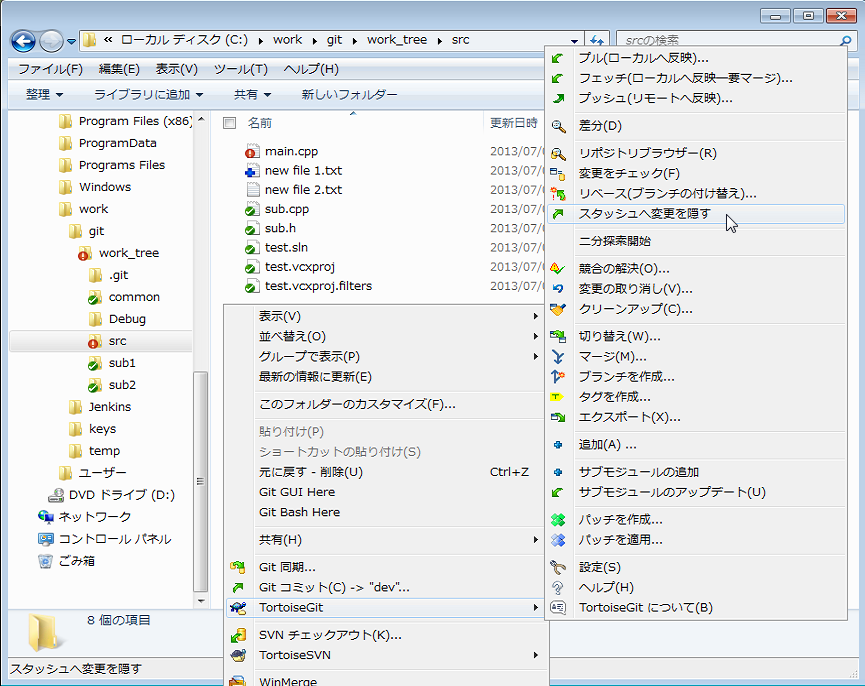 « ローカル ディスク (C:) ▸ work ▸ git ▸ work_tree ▸ src
srcの検索
ファイル(F) 編集(E) 表示(V) ツール(T) ヘルプ(H)
整理 ライブラリに追加 共有 新しいフォルダー
Program Files (x86)
ProgramData
Programs Files
Windows
work
git
work_tree
.git
common
Debug
src
sub1
sub2
Jenkins
keys
temp
ユーザー
DVD ドライブ (D:)
ネットワーク
コントロール パネル
ごみ箱
名前 更新日時
main.cpp 2013/07/
new file 1.txt 2013/07/
new file 2.txt 2013/07/
sub.cpp 2013/07/
sub.h 2013/07/
test.sln 2013/07/
test.vcxproj 2013/07/
test.vcxproj.filters 2013/07/
表示(V)
並べ替え(O)
グループで表示(P)
最新の情報に更新(E)
このフォルダーのカスタマイズ(F)...
貼り付け(P)
ショートカットの貼り付け(S)
元に戻す - 削除(U) Ctrl+Z
Git GUI Here
Git Bash Here
共有(H)
Git 同期...
Git コミット(C) -> "dev"...
TortoiseGit
SVN チェックアウト(K)...
TortoiseSVN
WinMerge
プル(ローカルへ反映)...
フェッチ(ローカルへ反映―要マージ)...
プッシュ(リモートへ反映)...
差分(D)
リポジトリブラウザー(R)
変更をチェック(F)
リベース(ブランチの付け替え)...
スタッシュへ変更を隠す
二分探索開始
競合の解決(O)...
変更の取り消し(V)...
クリーンアップ(C)...
切り替え(W)...
マージ(M)...
ブランチを作成...
タグを作成...
エクスポート(X)...
追加(A) ...
サブモジュールの追加
サブモジュールのアップデート(U)
パッチを作成...
パッチを適用...
設定(S)
ヘルプ(H)
TortoiseGit について(B)
8 個の項目
スタッシュへ変更を隠す